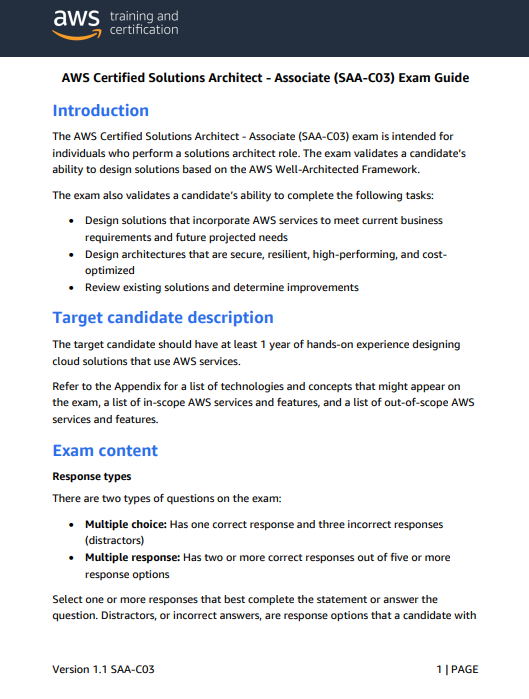 aws training and
certification
AWS Certified Solutions Architect - Associate (SAA-C03) Exam Guide
Introduction
The AWS Certified Solutions Architect - Associate (SAA-C03) exam is intended for
individuals who perform a solutions architect role. The exam validates a candidate's
ability to design solutions based on the AWS Well-Architected Framework.
The exam also validates a candidate's ability to complete the following tasks:
• Design solutions that incorporate AWS services to meet current business
requirements and future projected needs
• Design architectures that are secure, resilient, high-performing, and cost-
optimized
• Review existing solutions and determine improvements
Target candidate description
The target candidate should have at least 1 year of hands-on experience designing
cloud solutions that use AWS services.
Refer to the Appendix for a list of technologies and concepts that might appear on
the exam, a list of in-scope AWS services and features, and a list of out-of-scope AWS
services and features.
Exam content
Response types
There are two types of questions on the exam:
• Multiple choice: Has one correct response and three incorrect responses
(distractors)
• Multiple response: Has two or more correct responses out of five or more
response options
Select one or more responses that best complete the statement or answer the
question. Distractors, or incorrect answers, are response options that a candidate with
Version 1.1 SAA-C03 1 | PAGE